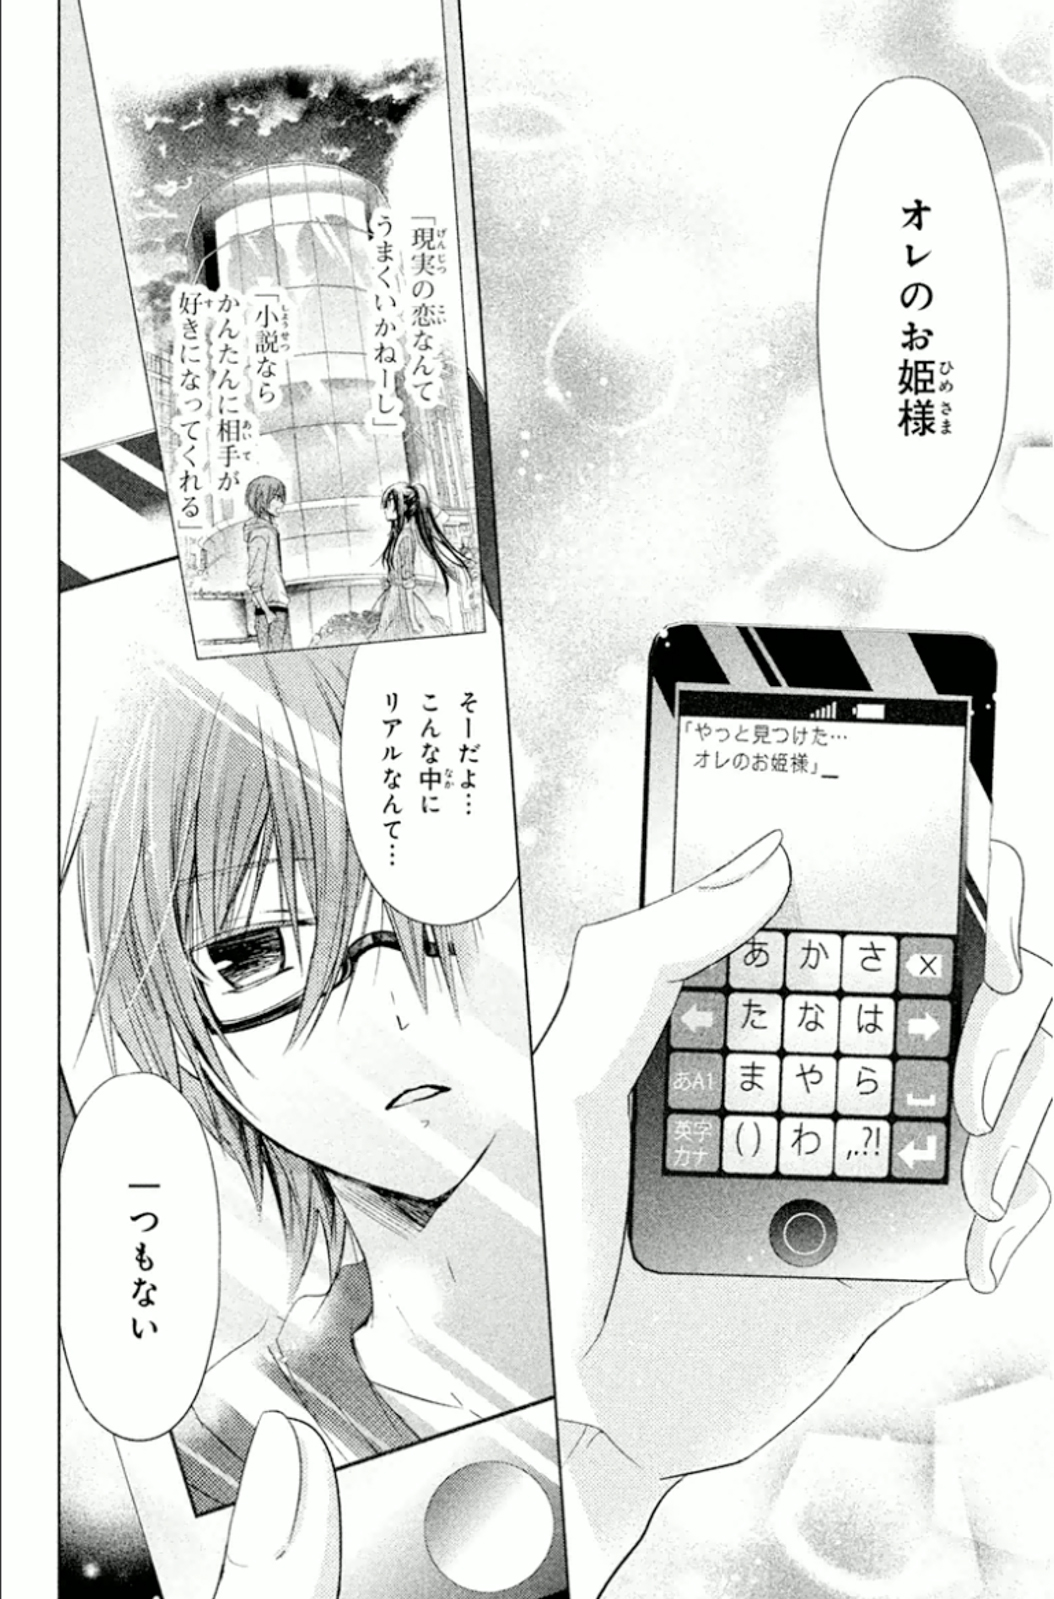 オレのお姫様
「やっと見つけた…
オレのお姫様」_
あ か さ
← た な は →
あA1 ま や ら
英字カナ () わ ,.?!
「現実の恋なんて
うまくいかねーし」
「小説なら
かんたんに相手が
好きになってくれる」
そーだよ…
こんな中に
リアルなんて…
一つもない